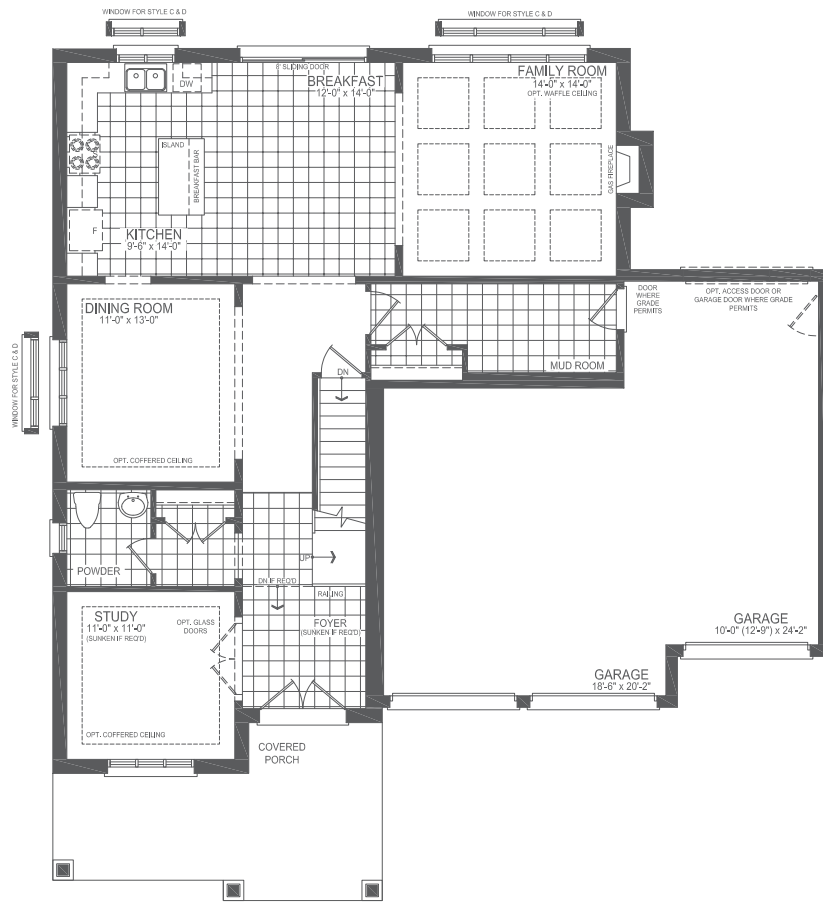 WINDOW FOR STYLE C & D
WINDOW FOR STYLE C & D
8' SLIDING DOOR
DW
BREAKFAST
12'-0" x 14'-0"
FAMILY ROOM
14'-0" x 14'-0"
OPT. WAFFLE CEILING
ISLAND
BREAKFAST BAR
GAS FIREPLACE
F
KITCHEN
9'-6" x 14'-0"
DINING ROOM
11'-0" x 13'-0"
DOOR
WHERE
GRADE
PERMITS
OPT. ACCESS DOOR OR
GARAGE DOOR WHERE GRADE
PERMITS
WINDOW FOR STYLE C & D
MUD ROOM
DN
OPT. COFFERED CEILING
POWDER
UP
DN IF REQ'D
RAILING
STUDY
11'-0" x 11'-0"
(SUNKEN IF REQ'D)
OPT. GLASS
DOORS
FOYER
(SUNKEN IF REQ'D)
GARAGE
10'-0" (12'-9") x 24'-2"
GARAGE
18'-6" x 20'-2"
OPT. COFFERED CEILING
COVERED
PORCH